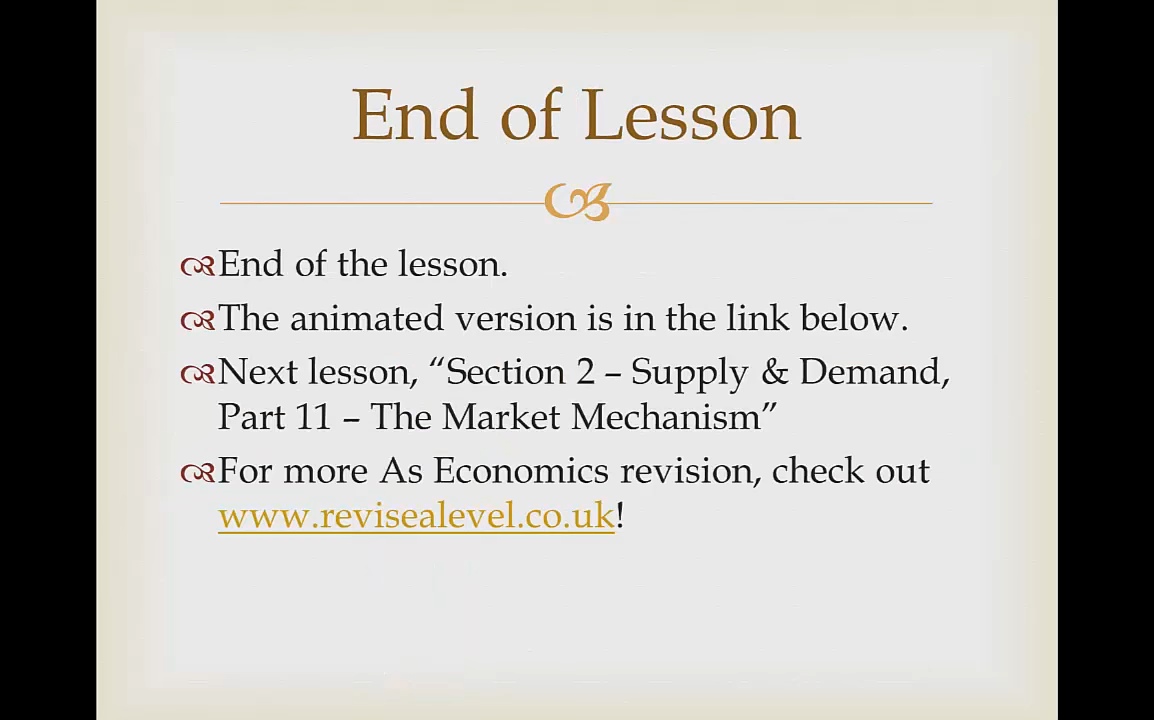 End of Lesson
End of the lesson.
The animated version is in the link below.
Next lesson, “Section 2 – Supply & Demand,
Part 11 – The Market Mechanism”
For more As Economics revision, check out
www.revisealevel.co.uk!